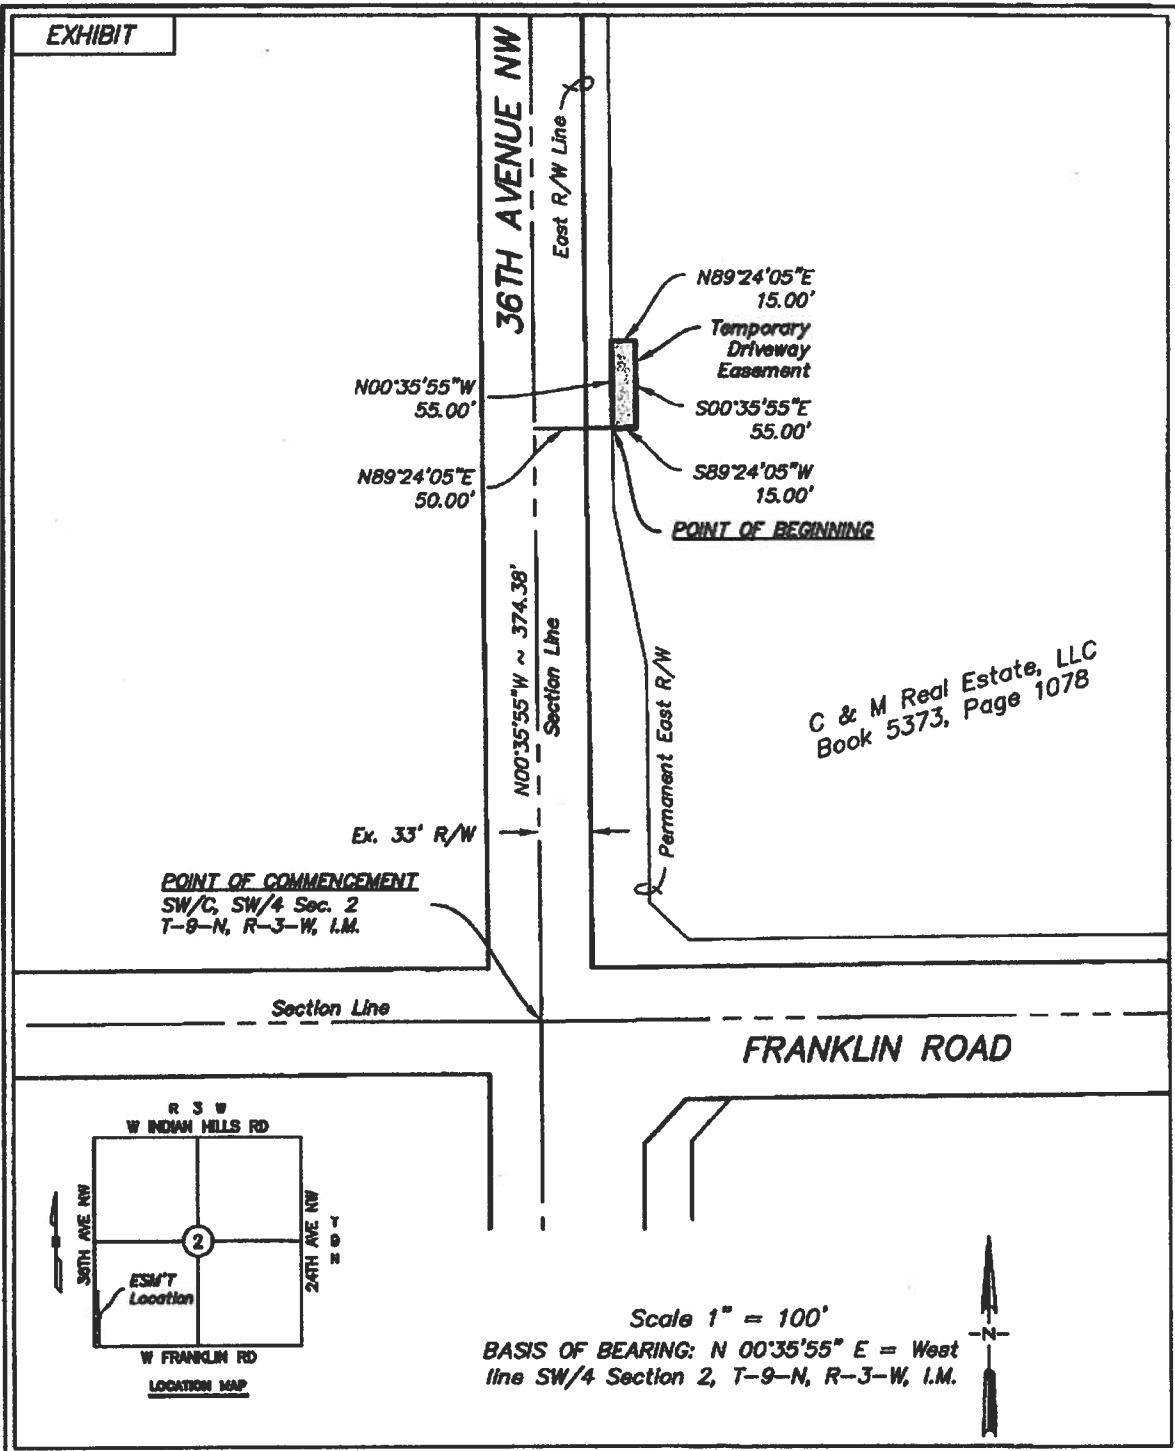 EXHIBIT
36TH AVENUE NW
East R/W Line
N89°24'05"E
15.00'
Temporary
Driveway
Easement
N00°35'55"W
55.00'
S00°35'55"E
55.00'
N89°24'05"E
50.00'
S89°24'05"W
15.00'
POINT OF BEGINNING
N00°35'55"W ~ 374.38'
Section Line
Permanent East R/W
C & M Real Estate, LLC
Book 5373, Page 1078
Ex. 33' R/W
POINT OF COMMENCEMENT
SW/C, SW/4 Sec. 2
T-9-N, R-3-W, I.M.
Section Line
FRANKLIN ROAD
R 3 W
W INDIAN HILLS RD
36TH AVE NW
2
24TH AVE NW
T 9 N
ESM'T
Location
W FRANKLIN RD
LOCATION MAP
Scale 1" = 100'
BASIS OF BEARING: N 00°35'55" E = West
line SW/4 Section 2, T-9-N, R-3-W, I.M.
N